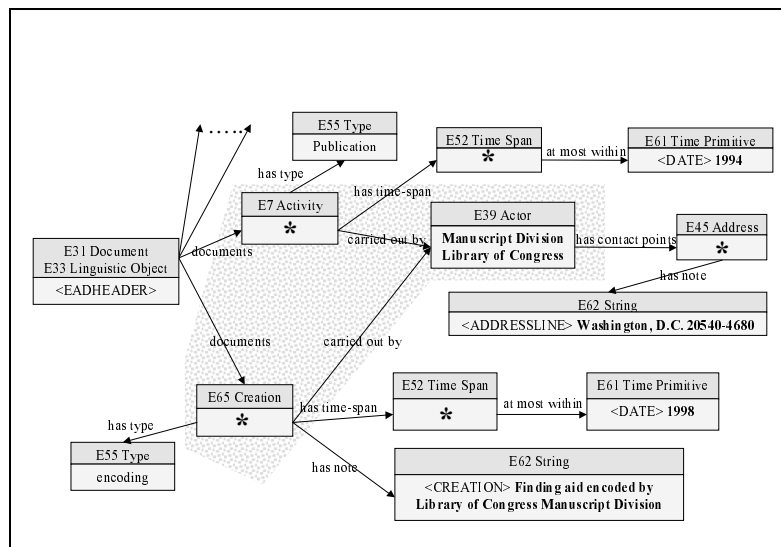 E55 Type
Publication
E52 Time Span
*
E61 Time Primitive
<DATE> 1994
at most within
has type
has time-span
E7 Activity
*
E39 Actor
Manuscript Division
Library of Congress
carried out by
has contact points
E45 Address
*
E31 Document
E33 Linguistic Object
<EADHEADER>
documents
has note
E62 String
<ADDRESSLINE> Washington, D.C. 20540-4680
documents
carried out by
E65 Creation
*
has time-span
E52 Time Span
*
at most within
E61 Time Primitive
<DATE> 1998
has type
E55 Type
encoding
has note
E62 String
<CREATION> Finding aid encoded by
Library of Congress Manuscript Division